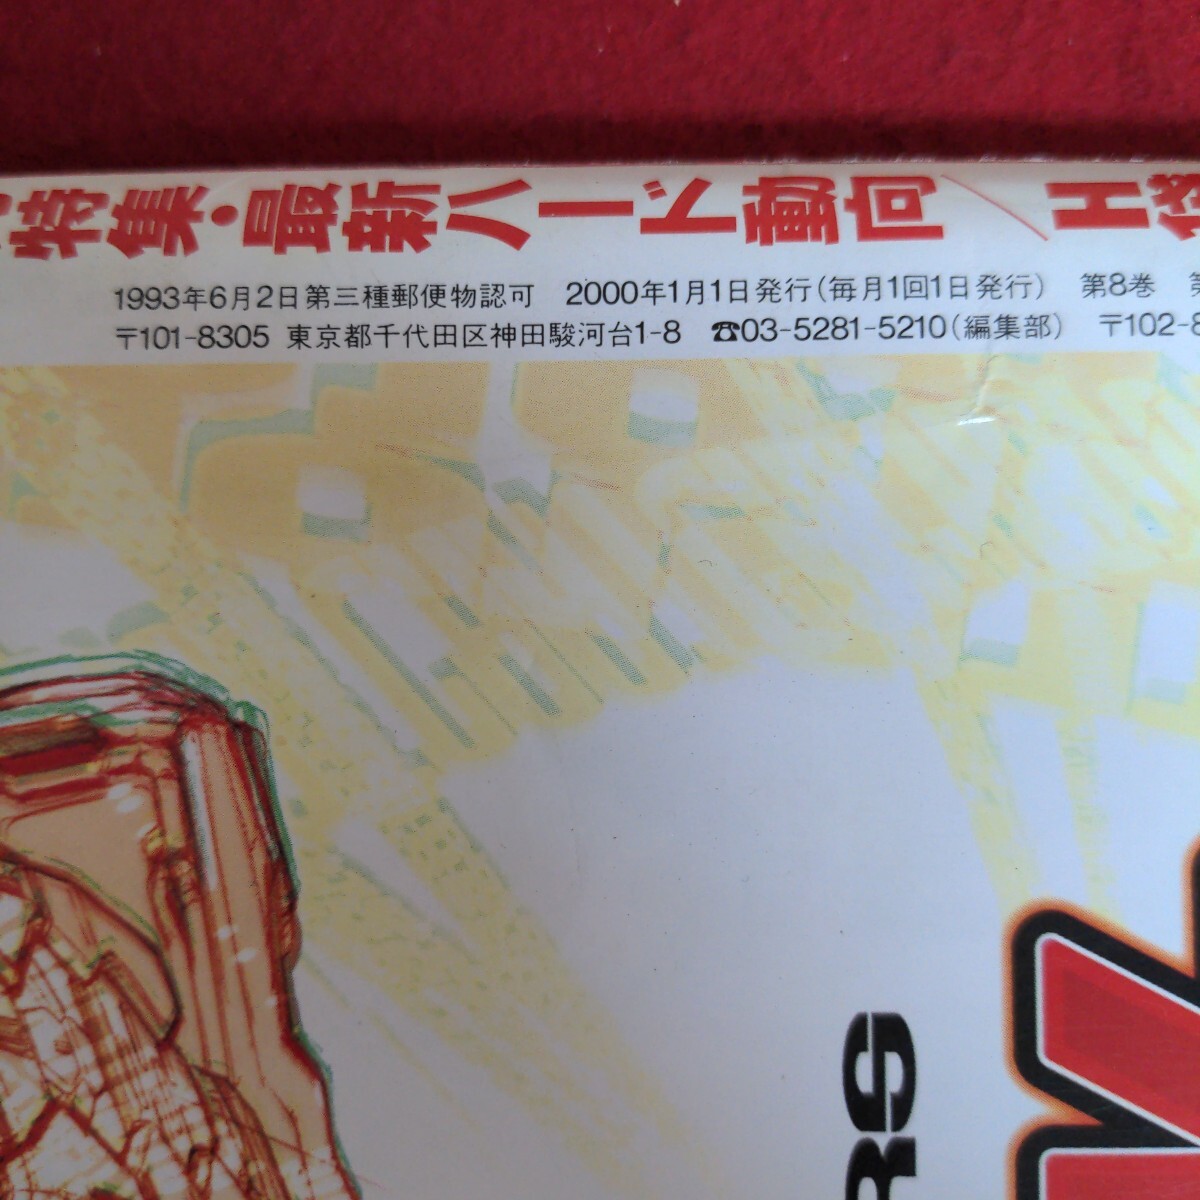 特集・最新ハード動向／H
1993年6月2日第三種郵便物認可　2000年1月1日発行(毎月1回1日発行)　第8巻
〒101-8305 東京都千代田区神田駿河台1-8　☎03-5281-5210(編集部)　〒102-8
RS